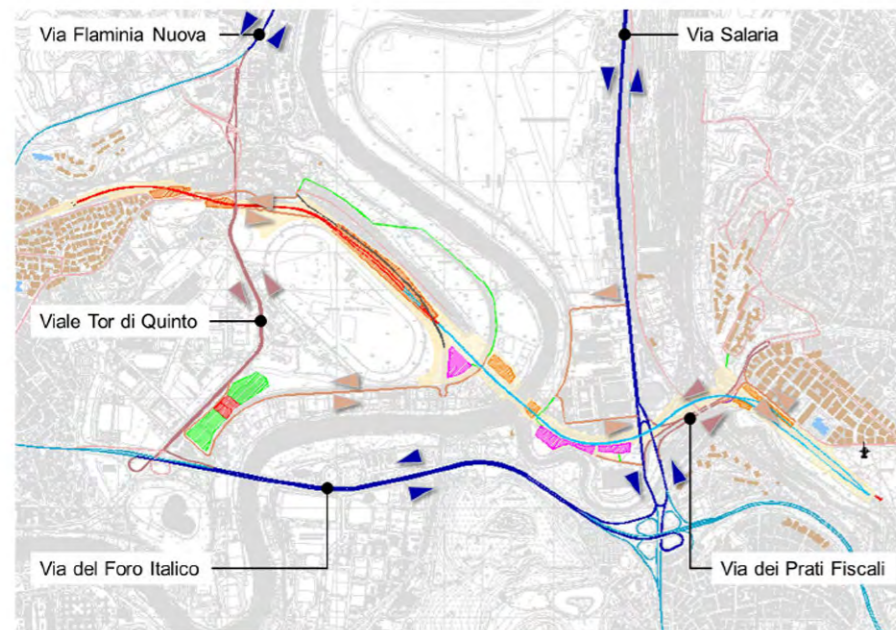 Via Flaminia Nuova
Via Salaria
Viale Tor di Quinto
Via del Foro Italico
Via dei Prati Fiscali